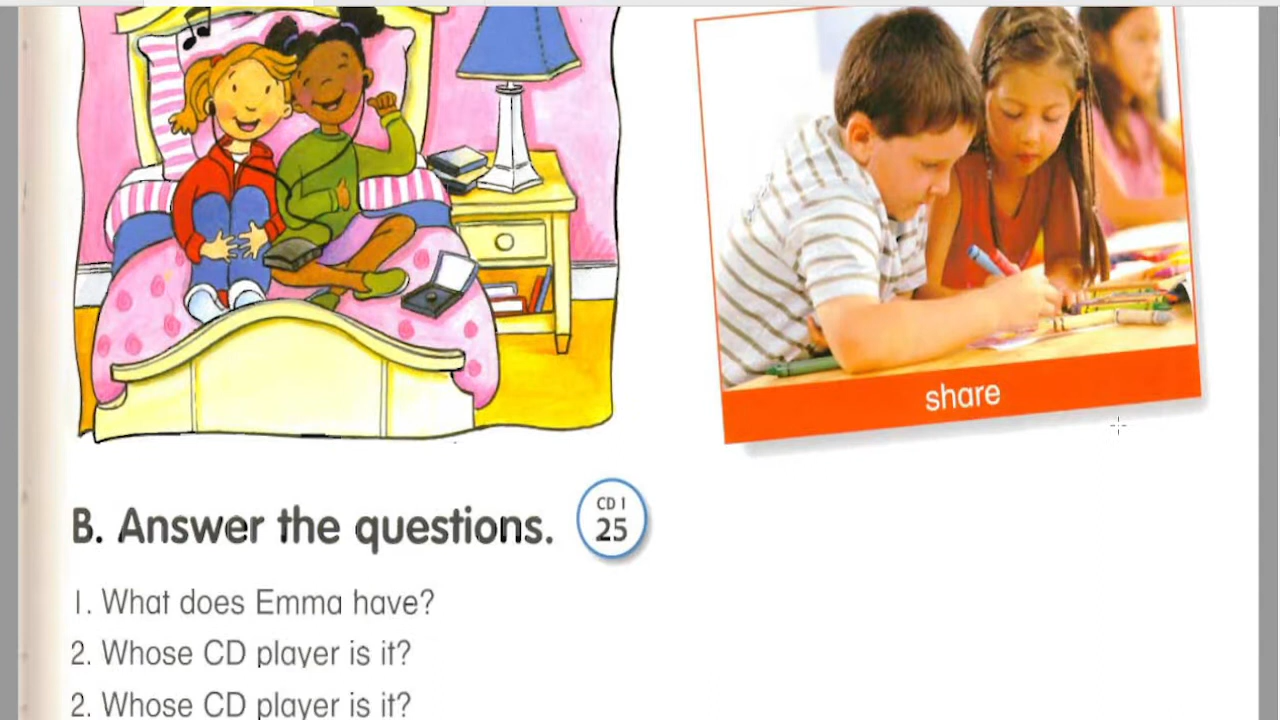 share
B. Answer the questions.
CD 1
25
1. What does Emma have?
2. Whose CD player is it?
2. Whose CD player is it?